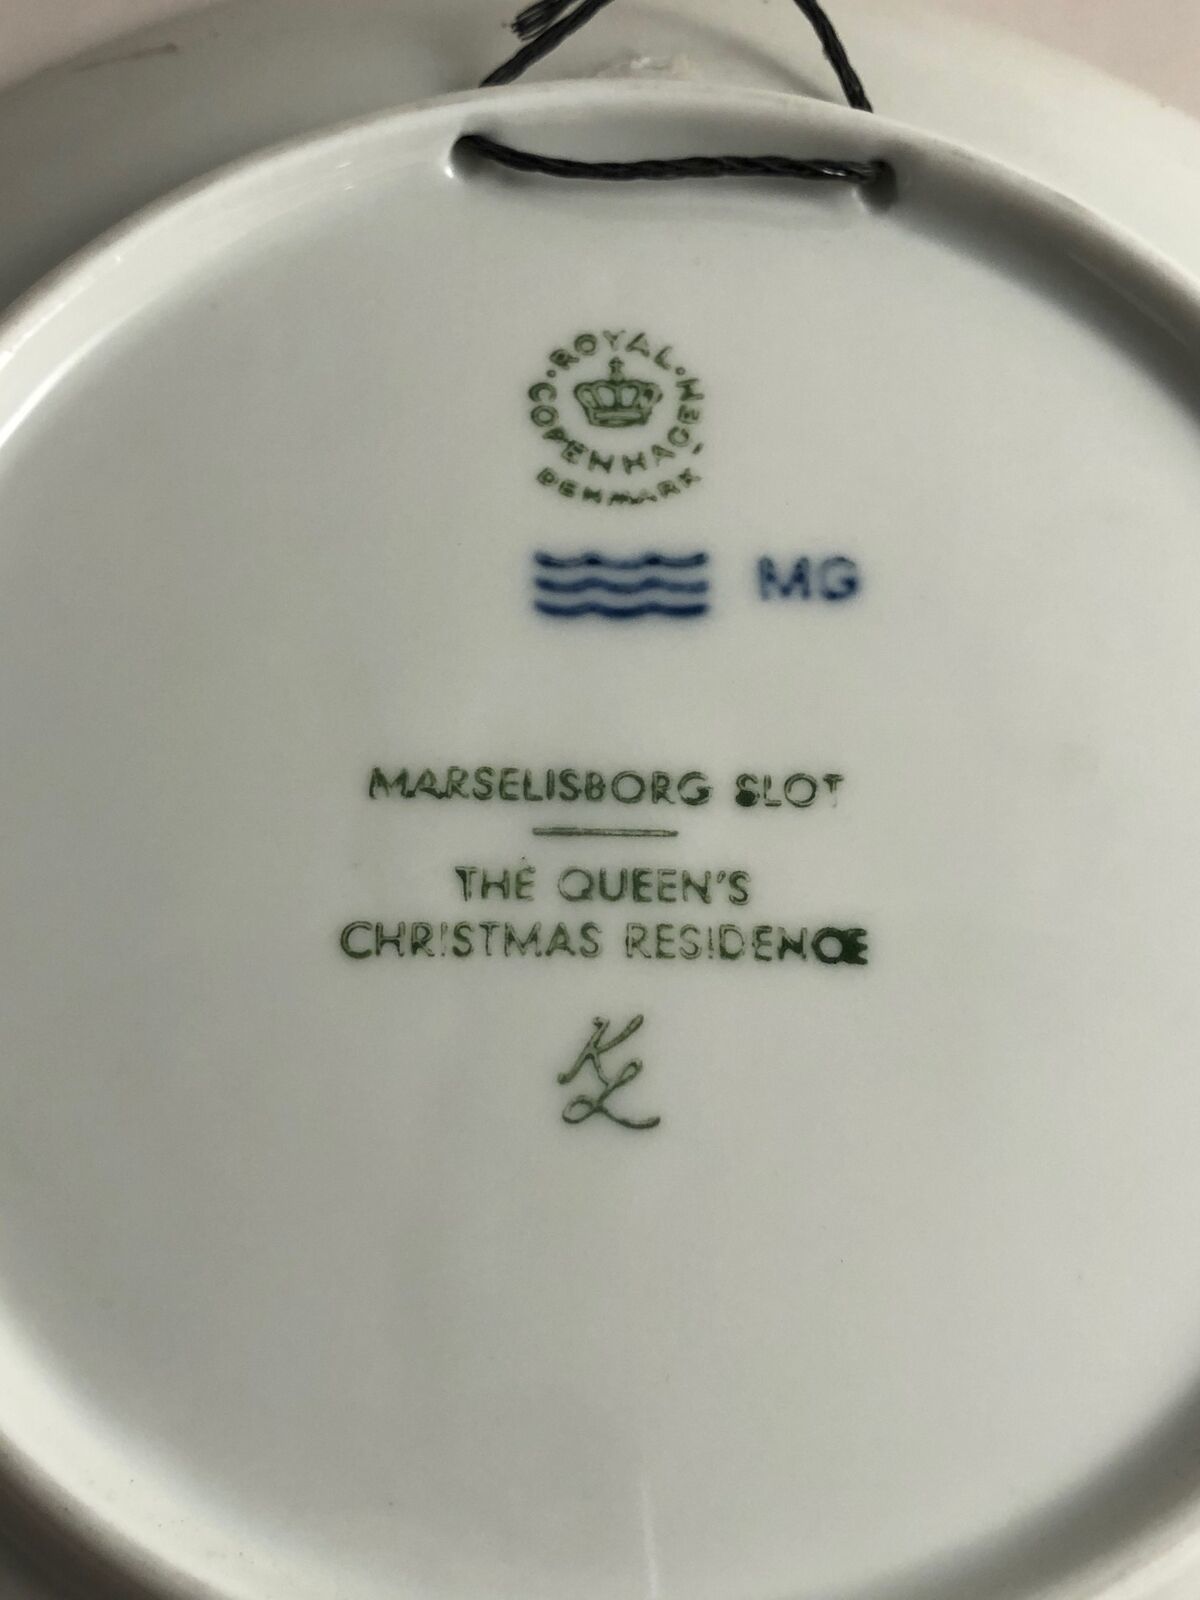 ROYAL
COPENHAGEN
DENMARK
MG
MARSELISBORG SLOT
THE QUEEN'S
CHRISTMAS RESIDENCE
KL